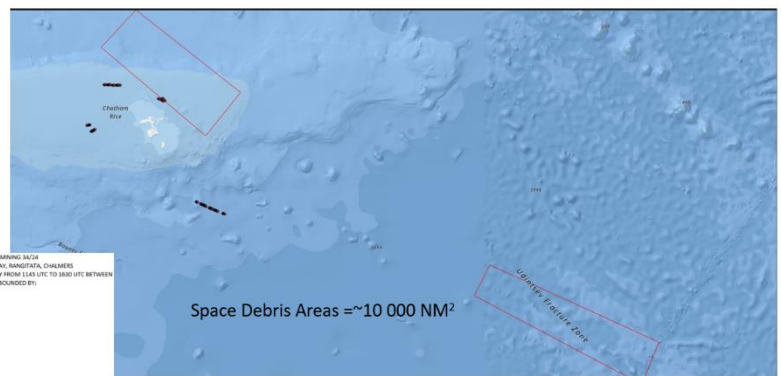 Chatham
Rise
MINING 34/24
AY, RANGITATA, CHALMERS
Y FROM 1145 UTC TO 1630 UTC BETWEEN
BOUNDED BY:
Space Debris Areas =~10 000 NM²
Udintsev Fracture Zone